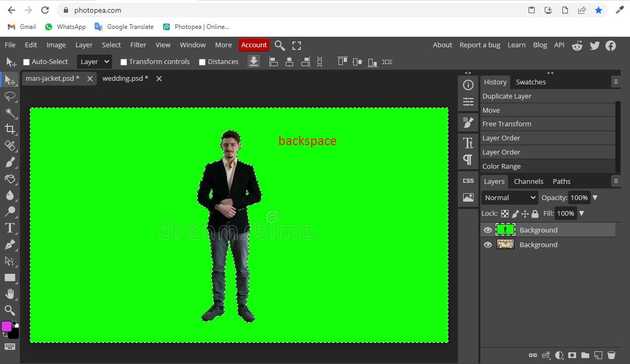 photopea.com
Gmail WhatsApp Google Translate Photopea | Online...
File Edit Image Layer Select Filter View Window More Account
About Report a bug Learn Blog API
Auto-Select Layer Transform controls Distances
man-jacket.psd * wedding.psd *
backspace
dreamstime
CSS
History Swatches
Duplicate Layer
Move
Free Transform
Layer Order
Layer Order
Color Range
Layers Channels Paths
Normal Opacity: 100%
Lock: Fill: 100%
Background
Background